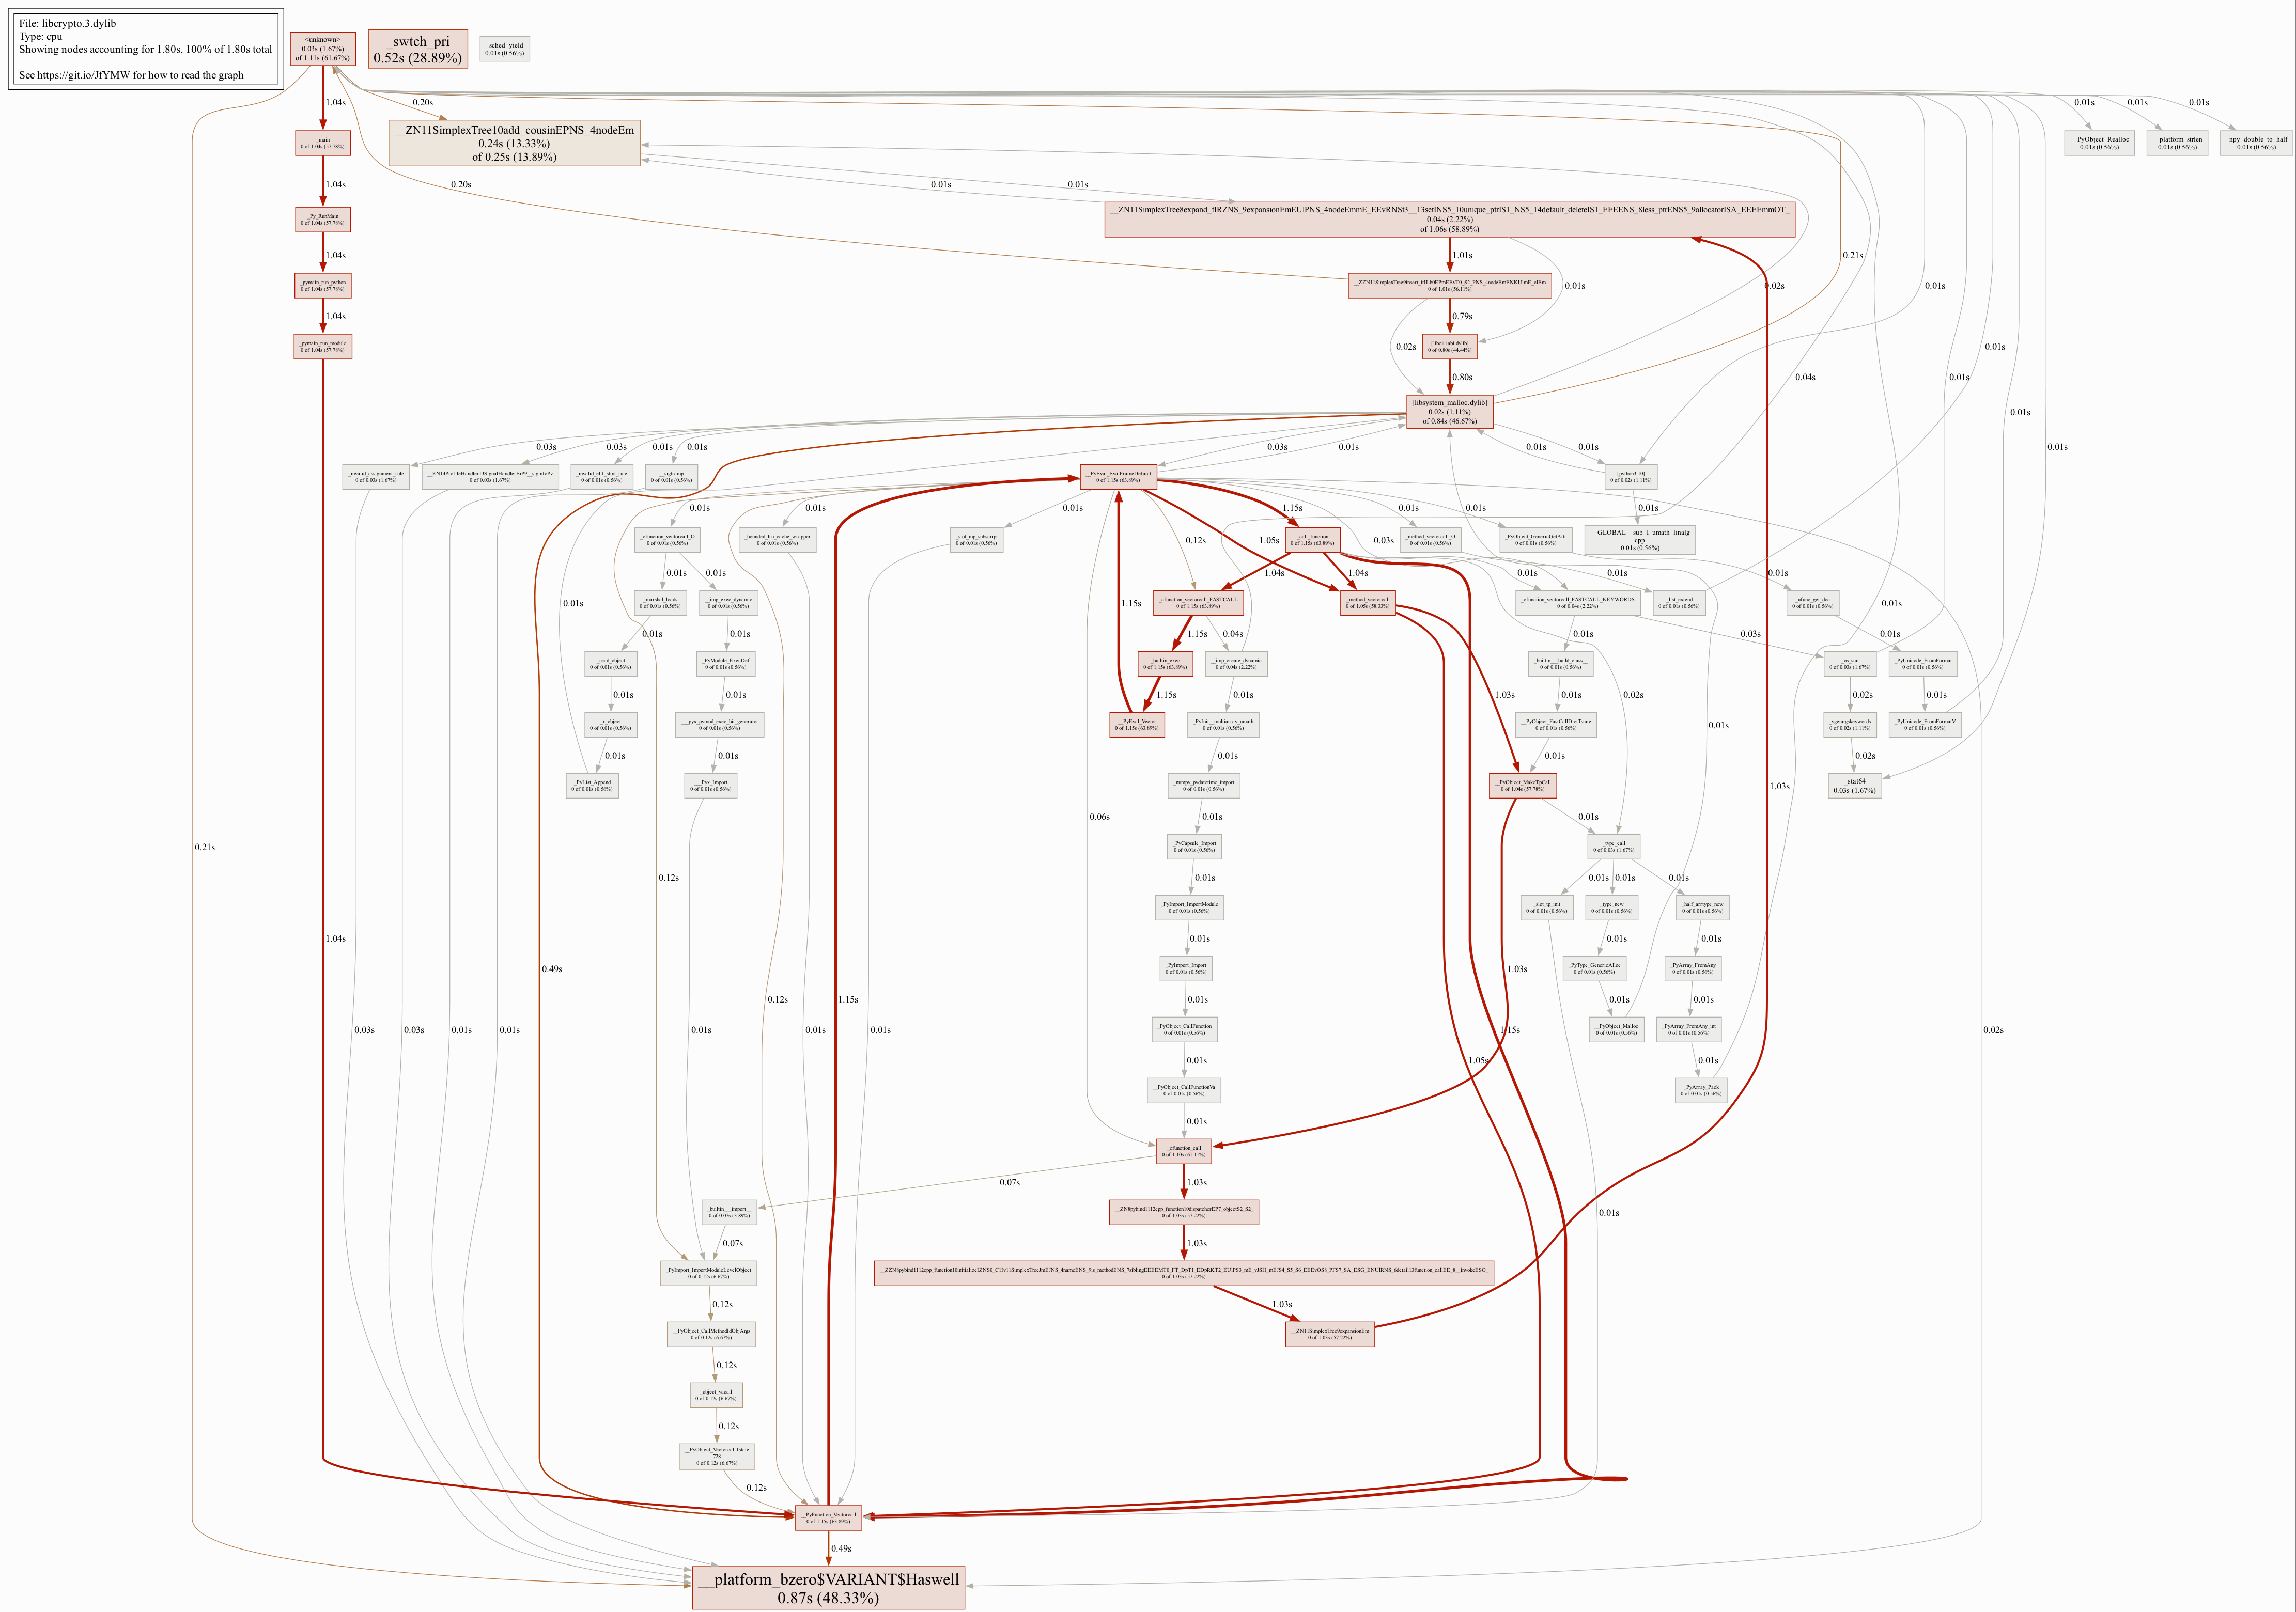 File: libcrypto.3.dylib
Type: cpu
Showing nodes accounting for 1.80s, 100% of 1.80s total
See https://git.io/JfYMW for how to read the graph
<unknown>
0.03s (1.67%)
of 1.11s (61.67%)
_swtch_pri
0.52s (28.89%)
_sched_yield
0.01s (0.56%)
1.04s
0.20s
0.01s
0.01s
0.01s
_main
0 of 1.04s (57.78%)
__ZN11SimplexTree10add_cousinEPNS_4nodeEm
0.24s (13.33%)
of 0.25s (13.89%)
__PyObject_Realloc
0.01s (0.56%)
__platform_strlen
0.01s (0.56%)
_npy_double_to_half
0.01s (0.56%)
1.04s
0.20s
0.01s
0.01s
_Py_RunMain
0 of 1.04s (57.78%)
0.04s (2.22%)
of 1.06s (58.89%)
1.04s
1.01s
0.01s
0.02s
0.21s
0.01s
_pymain_run_python
0 of 1.04s (57.78%)
0 of 1.01s (56.11%)
1.04s
0.79s
_pymain_run_module
0 of 1.04s (57.78%)
[libc++abi.dylib]
0 of 0.80s (44.44%)
0.02s
0.01s
0.80s
0.04s
0.01s
[libsystem_malloc.dylib]
0.02s (1.11%)
of 0.84s (46.67%)
0.01s
0.03s
0.03s
0.01s
0.01s
0.03s
0.01s
0.01s
0.01s
0.01s
_invalid_assignment_rule
0 of 0.03s (1.67%)
__ZN14ProfileHandler13SignalHandlerEiP9__siginfoPv
0 of 0.03s (1.67%)
_invalid_elif_stmt_rule
0 of 0.01s (0.56%)
__sigtramp
0 of 0.01s (0.56%)
__PyEval_EvalFrameDefault
0 of 1.15s (63.89%)
[python3.10]
0 of 0.02s (1.11%)
0.01s
0.01s
0.01s
1.15s
0.01s
0.01s
0.01s
_cfunction_vectorcall_O
0 of 0.01s (0.56%)
_bounded_lru_cache_wrapper
0 of 0.01s (0.56%)
_slot_mp_subscript
0 of 0.01s (0.56%)
0.12s
1.05s
_call_function
0 of 1.15s (63.89%)
0.03s
_method_vectorcall_O
0 of 0.01s (0.56%)
_PyObject_GenericGetAttr
0 of 0.01s (0.56%)
__GLOBAL__sub_I_umath_linalg
cpp
0.01s (0.56%)
0.01s
0.01s
1.04s
1.04s
0.01s
0.01s
0.01s
_marshal_loads
0 of 0.01s (0.56%)
__imp_exec_dynamic
0 of 0.01s (0.56%)
0.01s
1.15s
_cfunction_vectorcall_FASTCALL
0 of 1.15s (63.89%)
_method_vectorcall
0 of 1.05s (58.33%)
_cfunction_vectorcall_FASTCALL_KEYWORDS
0 of 0.04s (2.22%)
_list_extend
0 of 0.01s (0.56%)
_ufunc_get_doc
0 of 0.01s (0.56%)
0.01s
0.01s
0.01s
1.15s
0.04s
0.01s
0.03s
0.01s
_read_object
0 of 0.01s (0.56%)
_PyModule_ExecDef
0 of 0.01s (0.56%)
_builtin_exec
0 of 1.15s (63.89%)
__imp_create_dynamic
0 of 0.04s (2.22%)
_builtin___build_class__
0 of 0.01s (0.56%)
_os_stat
0 of 0.03s (1.67%)
_PyUnicode_FromFormat
0 of 0.01s (0.56%)
0.01s
0.01s
1.15s
0.01s
1.03s
0.01s
0.02s
0.02s
0.01s
_r_object
0 of 0.01s (0.56%)
___pyx_pymod_exec_bit_generator
0 of 0.01s (0.56%)
__PyEval_Vector
0 of 1.15s (63.89%)
_PyInit__multiarray_umath
0 of 0.01s (0.56%)
__PyObject_FastCallDictTstate
0 of 0.01s (0.56%)
0.01s
_vgetargskeywords
0 of 0.02s (1.11%)
_PyUnicode_FromFormatV
0 of 0.01s (0.56%)
0.01s
0.01s
0.01s
0.01s
0.02s
_PyList_Append
0 of 0.01s (0.56%)
___Pyx_Import
0 of 0.01s (0.56%)
_numpy_pydatetime_import
0 of 0.01s (0.56%)
__PyObject_MakeTpCall
0 of 1.04s (57.78%)
1.03s
_stat64
0.03s (1.67%)
0.06s
0.01s
0.01s
0.21s
_PyCapsule_Import
0 of 0.01s (0.56%)
_type_call
0 of 0.03s (1.67%)
0.12s
0.01s
0.01s
0.01s
0.01s
_PyImport_ImportModule
0 of 0.01s (0.56%)
_slot_tp_init
0 of 0.01s (0.56%)
_type_new
0 of 0.01s (0.56%)
_half_arrtype_new
0 of 0.01s (0.56%)
1.04s
0.01s
0.01s
0.01s
0.49s
_PyImport_Import
0 of 0.01s (0.56%)
1.03s
_PyType_GenericAlloc
0 of 0.01s (0.56%)
_PyArray_FromAny
0 of 0.01s (0.56%)
0.12s
1.15s
0.01s
0.01s
0.01s
0.03s
0.03s
0.01s
0.01s
0.01s
0.01s
0.01s
_PyObject_CallFunction
0 of 0.01s (0.56%)
1.15s
__PyObject_Malloc
0 of 0.01s (0.56%)
_PyArray_FromAny_int
0 of 0.01s (0.56%)
0.02s
0.01s
1.05s
0.01s
__PyObject_CallFunctionVa
0 of 0.01s (0.56%)
_PyArray_Pack
0 of 0.01s (0.56%)
0.01s
_cfunction_call
0 of 1.10s (61.11%)
0.07s
1.03s
_builtin___import__
0 of 0.07s (3.89%)
__ZN8pybind1112cpp_function10dispatcherEP7_objectS2_S2_
0 of 1.03s (57.22%)
0.01s
0.07s
1.03s
_PyImport_ImportModuleLevelObject
0 of 0.12s (6.67%)
0 of 1.03s (57.22%)
0.12s
1.03s
__PyObject_CallMethodIdObjArgs
0 of 0.12s (6.67%)
__ZN11SimplexTree9expansionEm
0 of 1.03s (57.22%)
0.12s
_object_vacall
0 of 0.12s (6.67%)
0.12s
__PyObject_VectorcallTstate
728
0 of 0.12s (6.67%)
0.12s
__PyFunction_Vectorcall
0 of 1.15s (63.89%)
0.49s
__platform_bzero$VARIANT$Haswell
0.87s (48.33%)